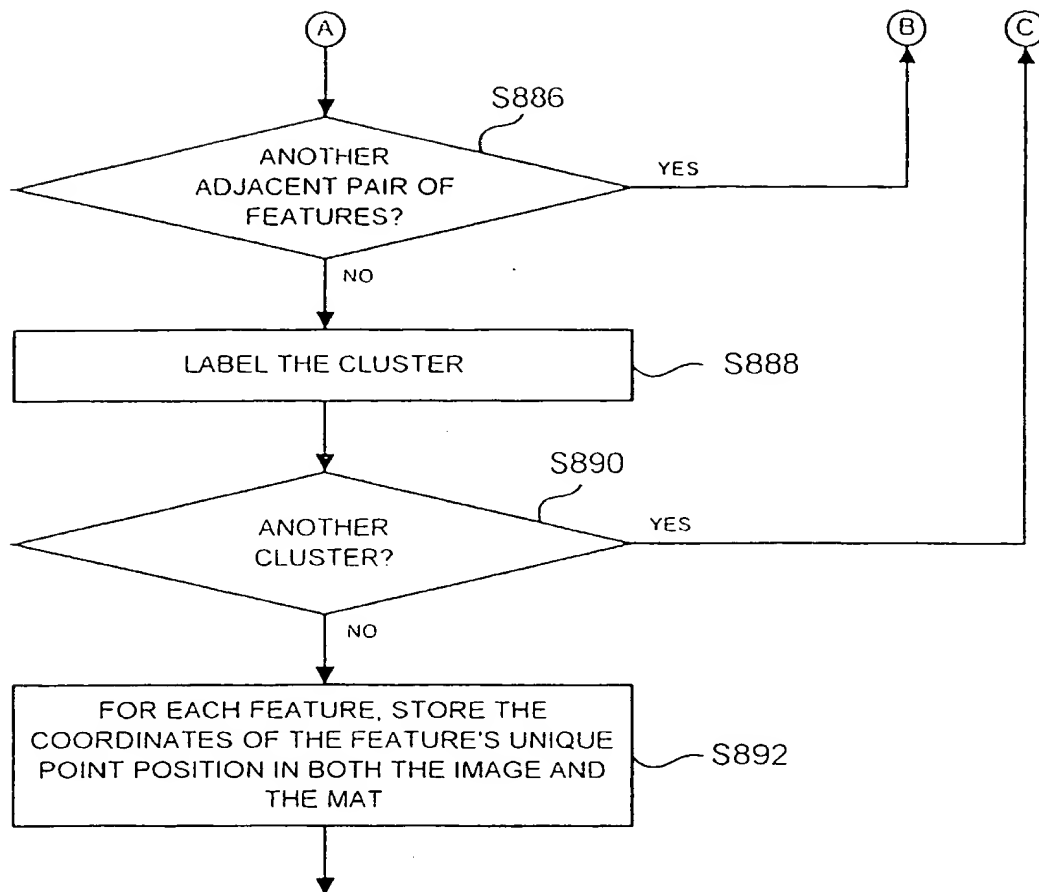 A
B
C
S886
ANOTHER
ADJACENT PAIR OF
FEATURES?
YES
NO
LABEL THE CLUSTER
S888
S890
ANOTHER
CLUSTER?
YES
NO
FOR EACH FEATURE, STORE THE
COORDINATES OF THE FEATURE'S UNIQUE
POINT POSITION IN BOTH THE IMAGE AND
THE MAT
S892